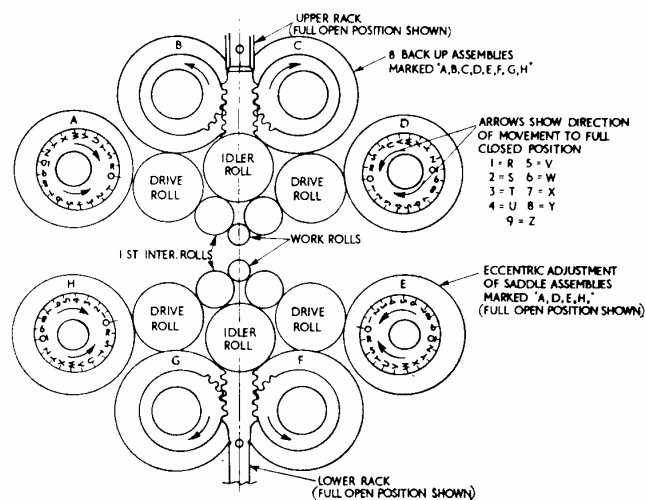 UPPER RACK
(FULL OPEN POSITION SHOWN)
B
C
8 BACK UP ASSEMBLIES
MARKED "A,B,C,D,E,F,G,H"
A
D
ARROWS SHOW DIRECTION
OF MOVEMENT TO FULL
CLOSED POSITION
1 = R 5 = V
2 = S 6 = W
3 = T 7 = X
4 = U 8 = Y
9 = Z
IDLER
ROLL
DRIVE
ROLL
DRIVE
ROLL
1 ST INTER. ROLLS
WORK ROLLS
H
E
ECCENTRIC ADJUSTMENT
OF SADDLE ASSEMBLIES
MARKED "A, D, E, H,"
(FULL OPEN POSITION SHOWN)
DRIVE
ROLL
IDLER
ROLL
DRIVE
ROLL
G
F
LOWER RACK
(FULL OPEN POSITION SHOWN)